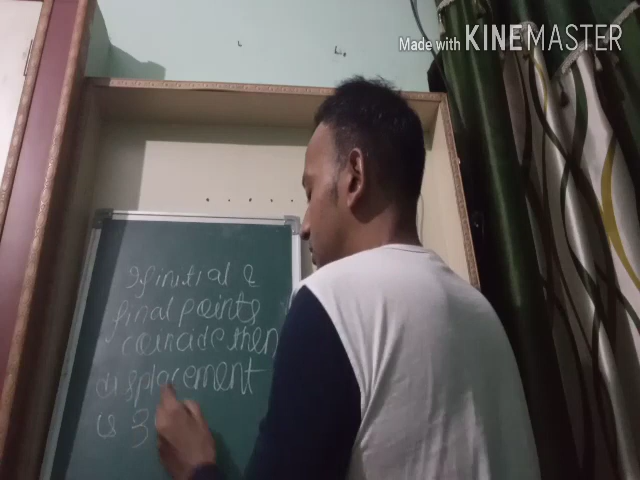 Made with KINEMASTER
If initial &
final points
coincide then
displacement
is